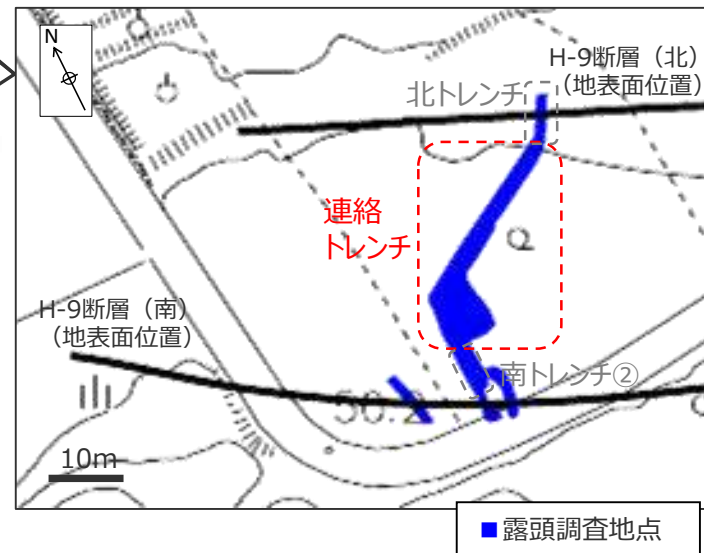 N
H-9断層（北）
（地表面位置）
北トレンチ
連絡
トレンチ
H-9断層（南）
（地表面位置）
南トレンチ②
50.2
10m
■露頭調査地点